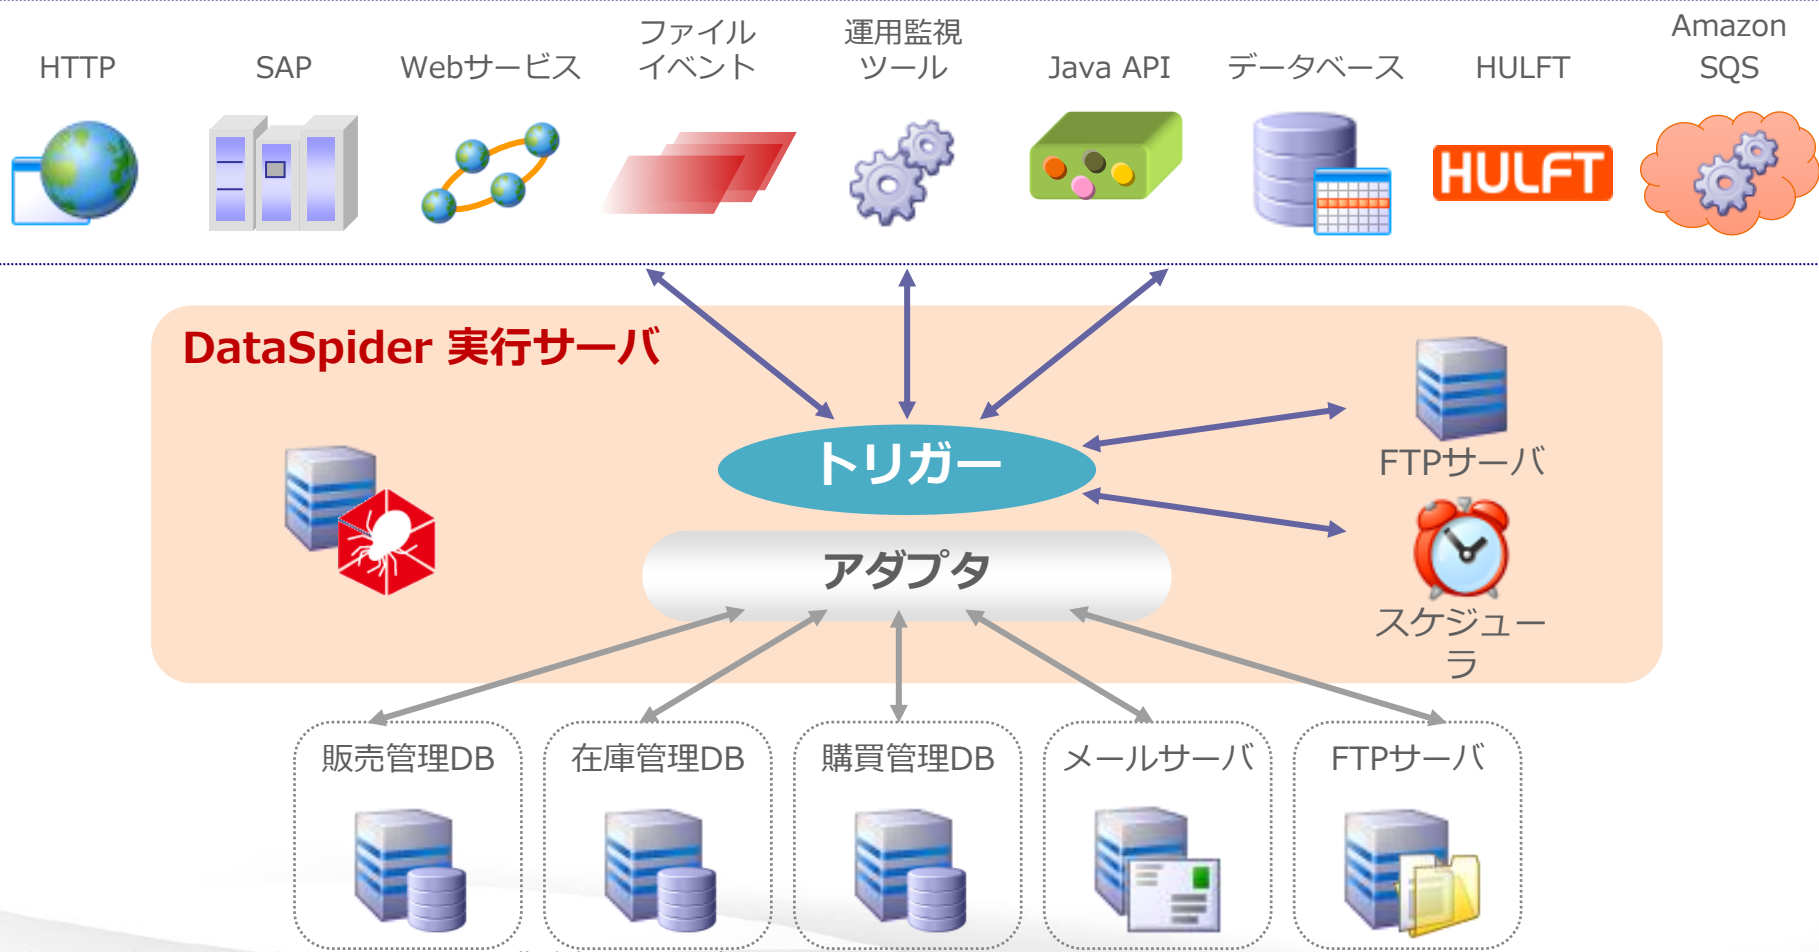 HTTP
SAP
Webサービス
ファイル
イベント
運用監視
ツール
Java API
データベース
HULFT
Amazon
SQS
HULFT
DataSpider 実行サーバ
トリガー
FTPサーバ
アダプタ
スケジュー
ラ
販売管理DB
在庫管理DB
購買管理DB
メールサーバ
FTPサーバ